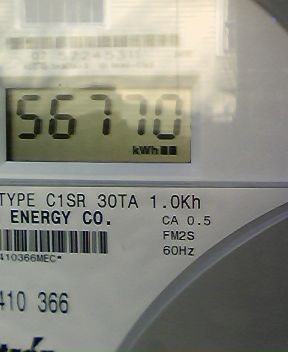 56770
kWh
TYPE C1SR 30TA 1.0Kh
ENERGY CO.
CA 0.5
FM2S
60Hz
410366MEC*
410 366